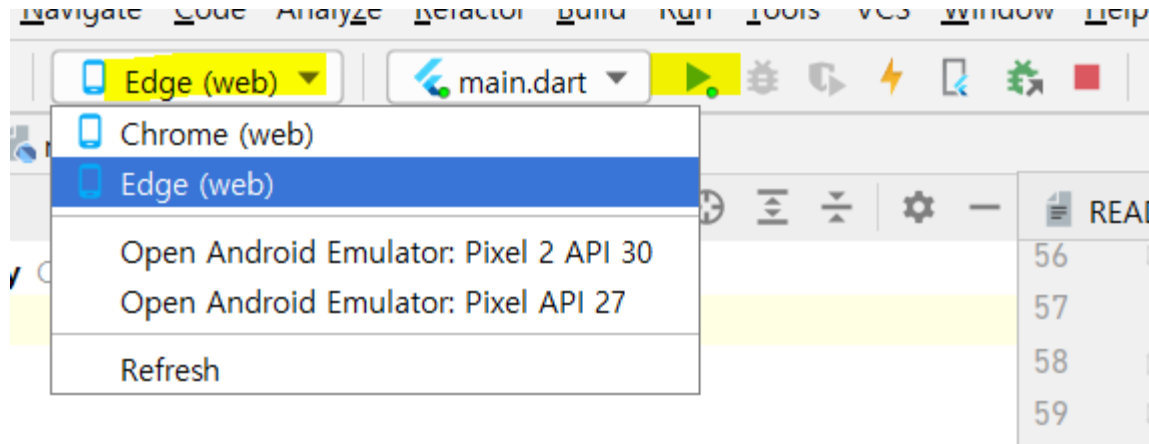 Navigate Code Analyze Refactor Build Run Tools VCS Window Help
Edge (web) main.dart
Chrome (web)
Edge (web)
READ
Open Android Emulator: Pixel 2 API 30
56
Open Android Emulator: Pixel API 27
57
Refresh
58
59